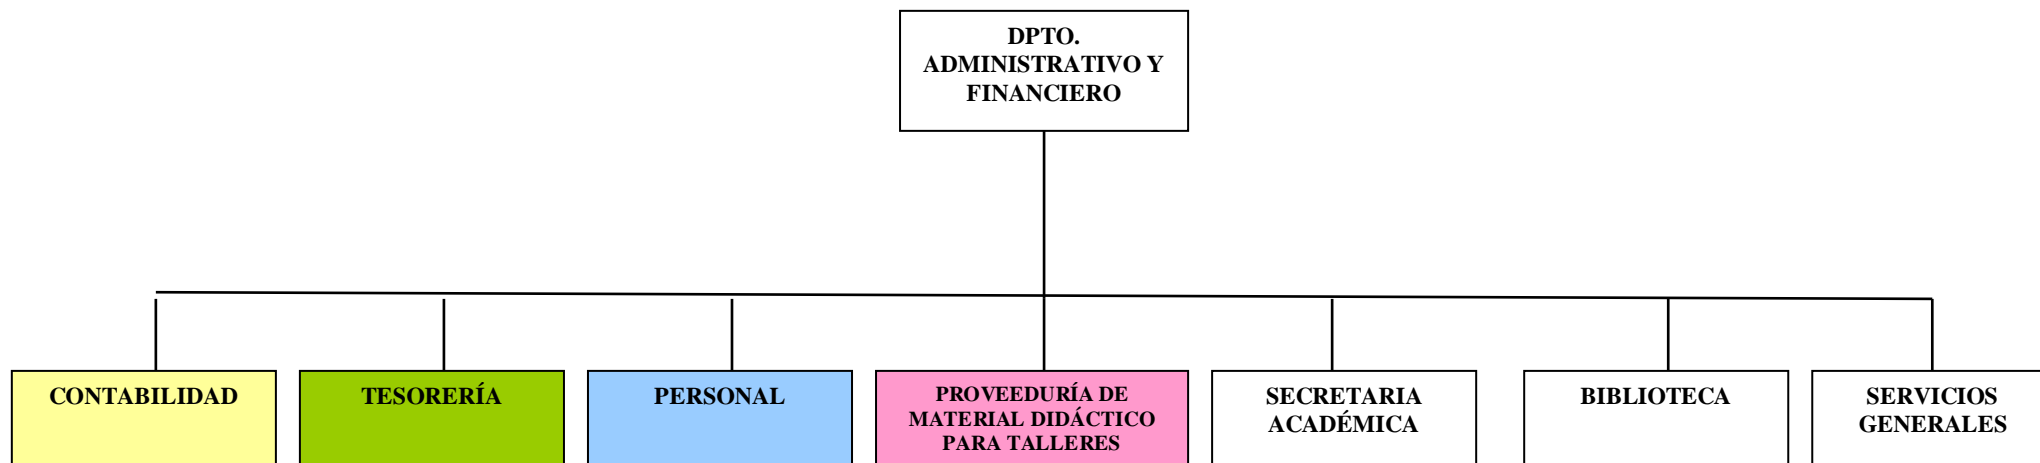 DPTO.
ADMINISTRATIVO Y
FINANCIERO
CONTABILIDAD
TESORERÍA
PERSONAL
PROVEEDURÍA DE
MATERIAL DIDÁCTICO
PARA TALLERES
SECRETARIA
ACADÉMICA
BIBLIOTECA
SERVICIOS
GENERALES